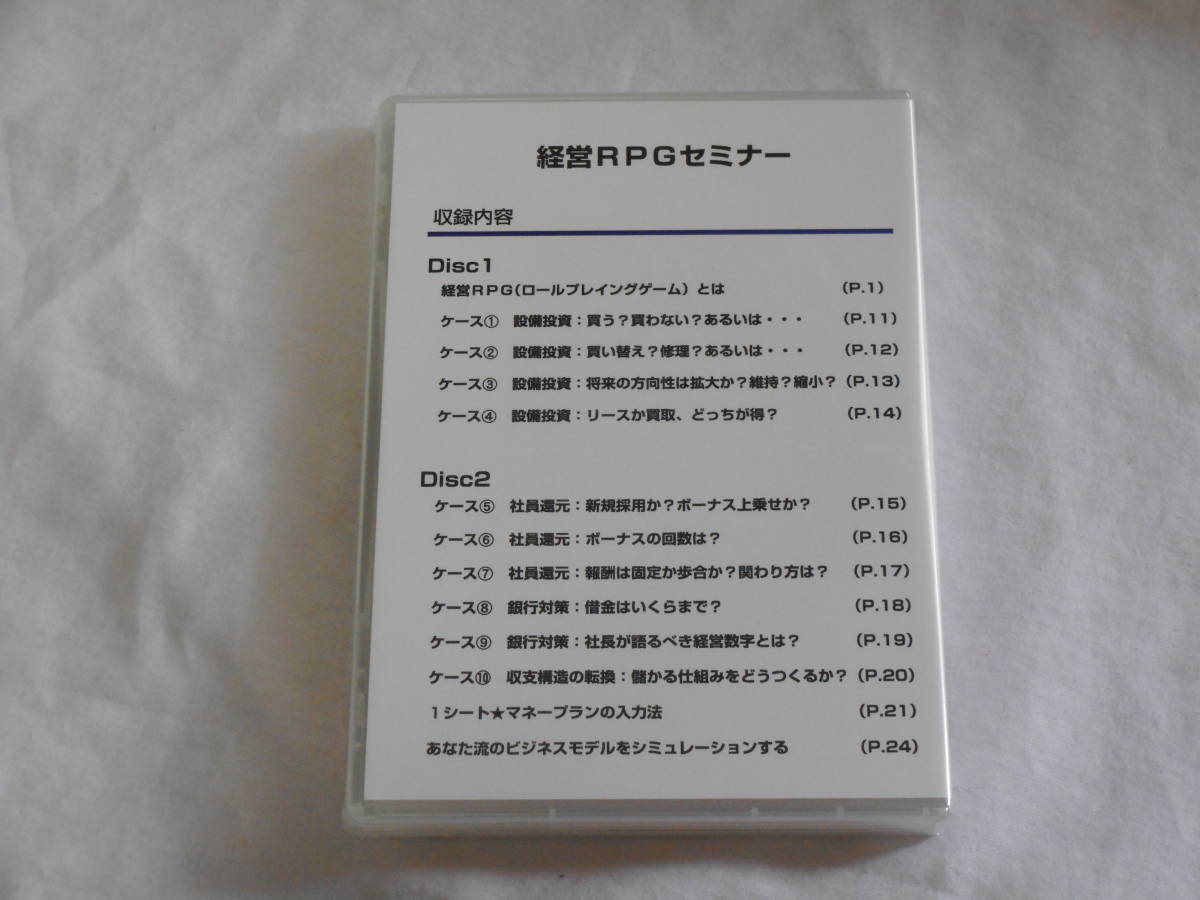 経営RPGセミナー
収録内容
Disc1
経営RPG(ロールプレイングゲーム) とは (P.1)
ケース① 設備投資:買う?買わない?あるいは・・・ (P.11)
ケース② 設備投資:買い替え?修理?あるいは・・・ (P.12)
ケース③ 設備投資:将来の方向性は拡大か?維持?縮小? (P.13)
ケース④ 設備投資:リースか買取、どっちが得? (P.14)
Disc2
ケース⑤ 社員還元:新規採用か?ボーナス上乗せか? (P.15)
ケース⑥ 社員還元:ボーナスの回数は? (P.16)
ケース⑦ 社員還元:報酬は固定か歩合か?関わり方は? (P.17)
ケース⑧ 銀行対策:借金はいくらまで? (P.18)
ケース⑨ 銀行対策:社長が語るべき経営数字とは? (P.19)
ケース⑩ 収支構造の転換:儲かる仕組みをどうつくるか? (P.20)
1シート★マネープランの入力法 (P.21)
あなた流のビジネスモデルをシミュレーションする (P.24)